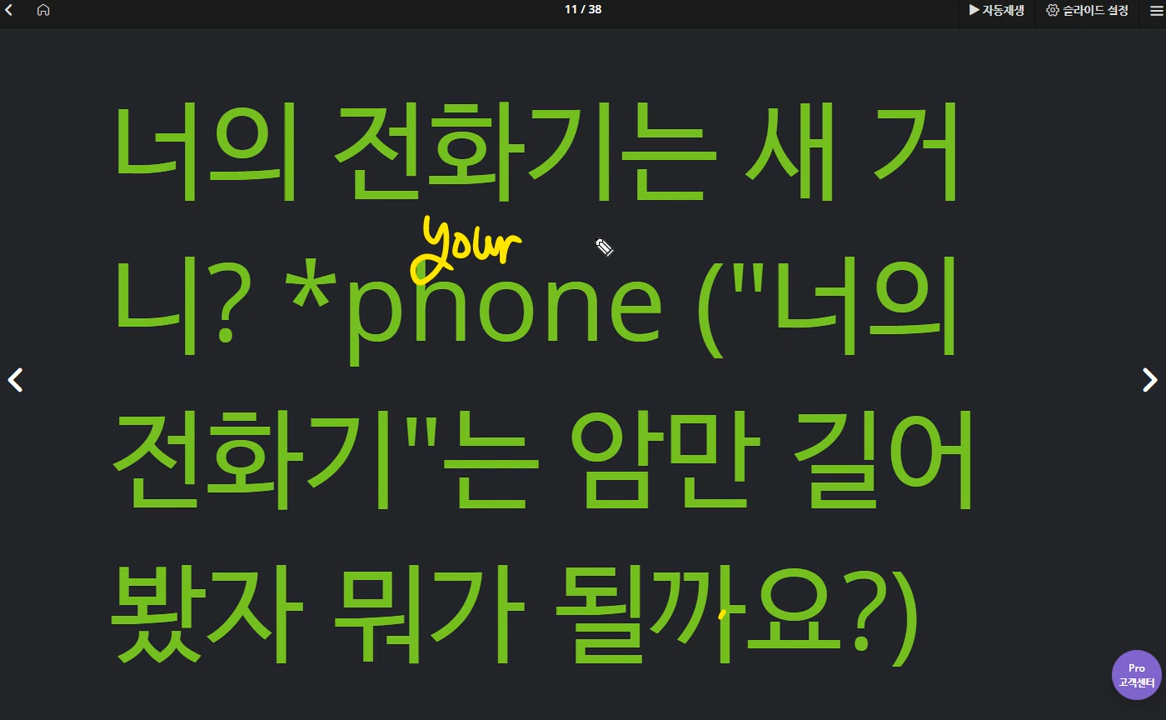 11 / 38
자동재생
슬라이드 설정
너의 전화기는 새 거
your
니? *phone ("너의
전화기"는 암만 길어
봤자 뭐가 될까요?)
Pro
고객센터